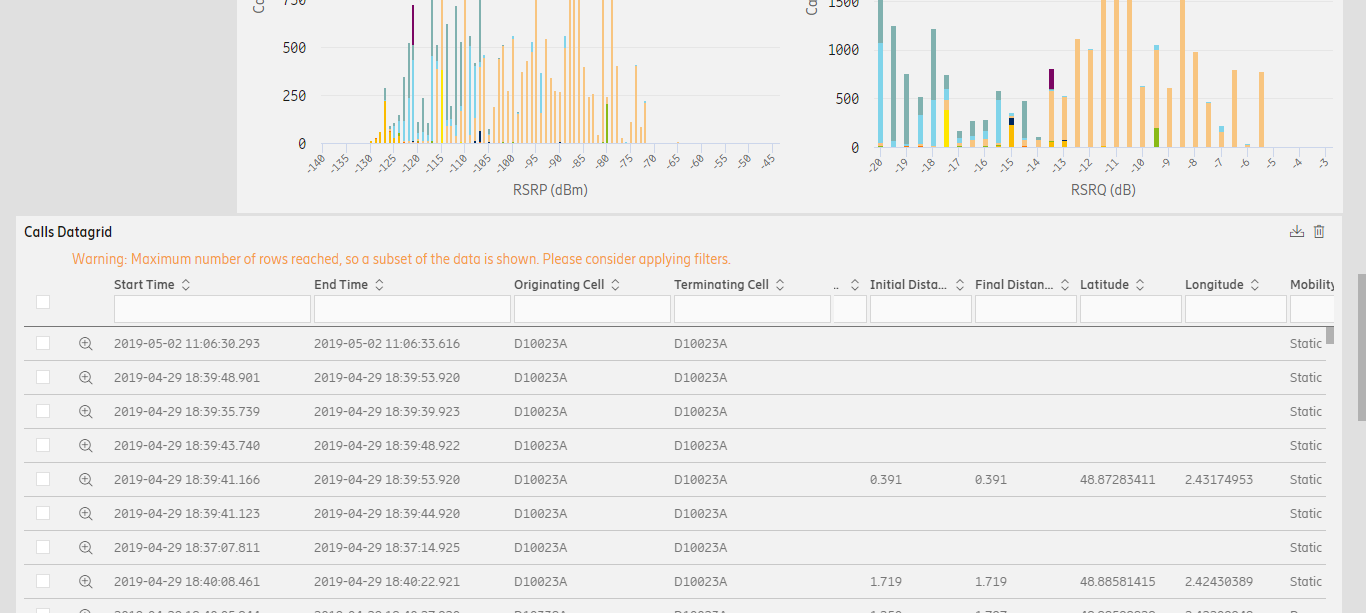 750
500
250
0
-140 -135 -130 -125 -120 -115 -110 -105 -100 -95 -90 -85 -80 -75 -70 -65 -60 -55 -50 -45
RSRP (dBm)
1500
1000
500
0
-20 -19 -18 -17 -16 -15 -14 -13 -12 -11 -10 -9 -8 -7 -6 -5 -4 -3
RSRQ (dB)
Calls Datagrid
Warning: Maximum number of rows reached, so a subset of the data is shown. Please consider applying filters.
Start Time End Time Originating Cell Terminating Cell .. Initial Dista... Final Distan... Latitude Longitude Mobility
2019-05-02 11:06:30.293 2019-05-02 11:06:33.616 D10023A D10023A Static
2019-04-29 18:39:48.901 2019-04-29 18:39:53.920 D10023A D10023A Static
2019-04-29 18:39:35.739 2019-04-29 18:39:39.923 D10023A D10023A Static
2019-04-29 18:39:43.740 2019-04-29 18:39:48.922 D10023A D10023A Static
2019-04-29 18:39:41.166 2019-04-29 18:39:53.920 D10023A D10023A 0.391 0.391 48.87283411 2.43174953 Static
2019-04-29 18:39:41.123 2019-04-29 18:39:44.920 D10023A D10023A Static
2019-04-29 18:37:07.811 2019-04-29 18:37:14.925 D10023A D10023A Static
2019-04-29 18:40:08.461 2019-04-29 18:40:22.921 D10023A D10023A 1.719 1.719 48.88581415 2.42430389 Static